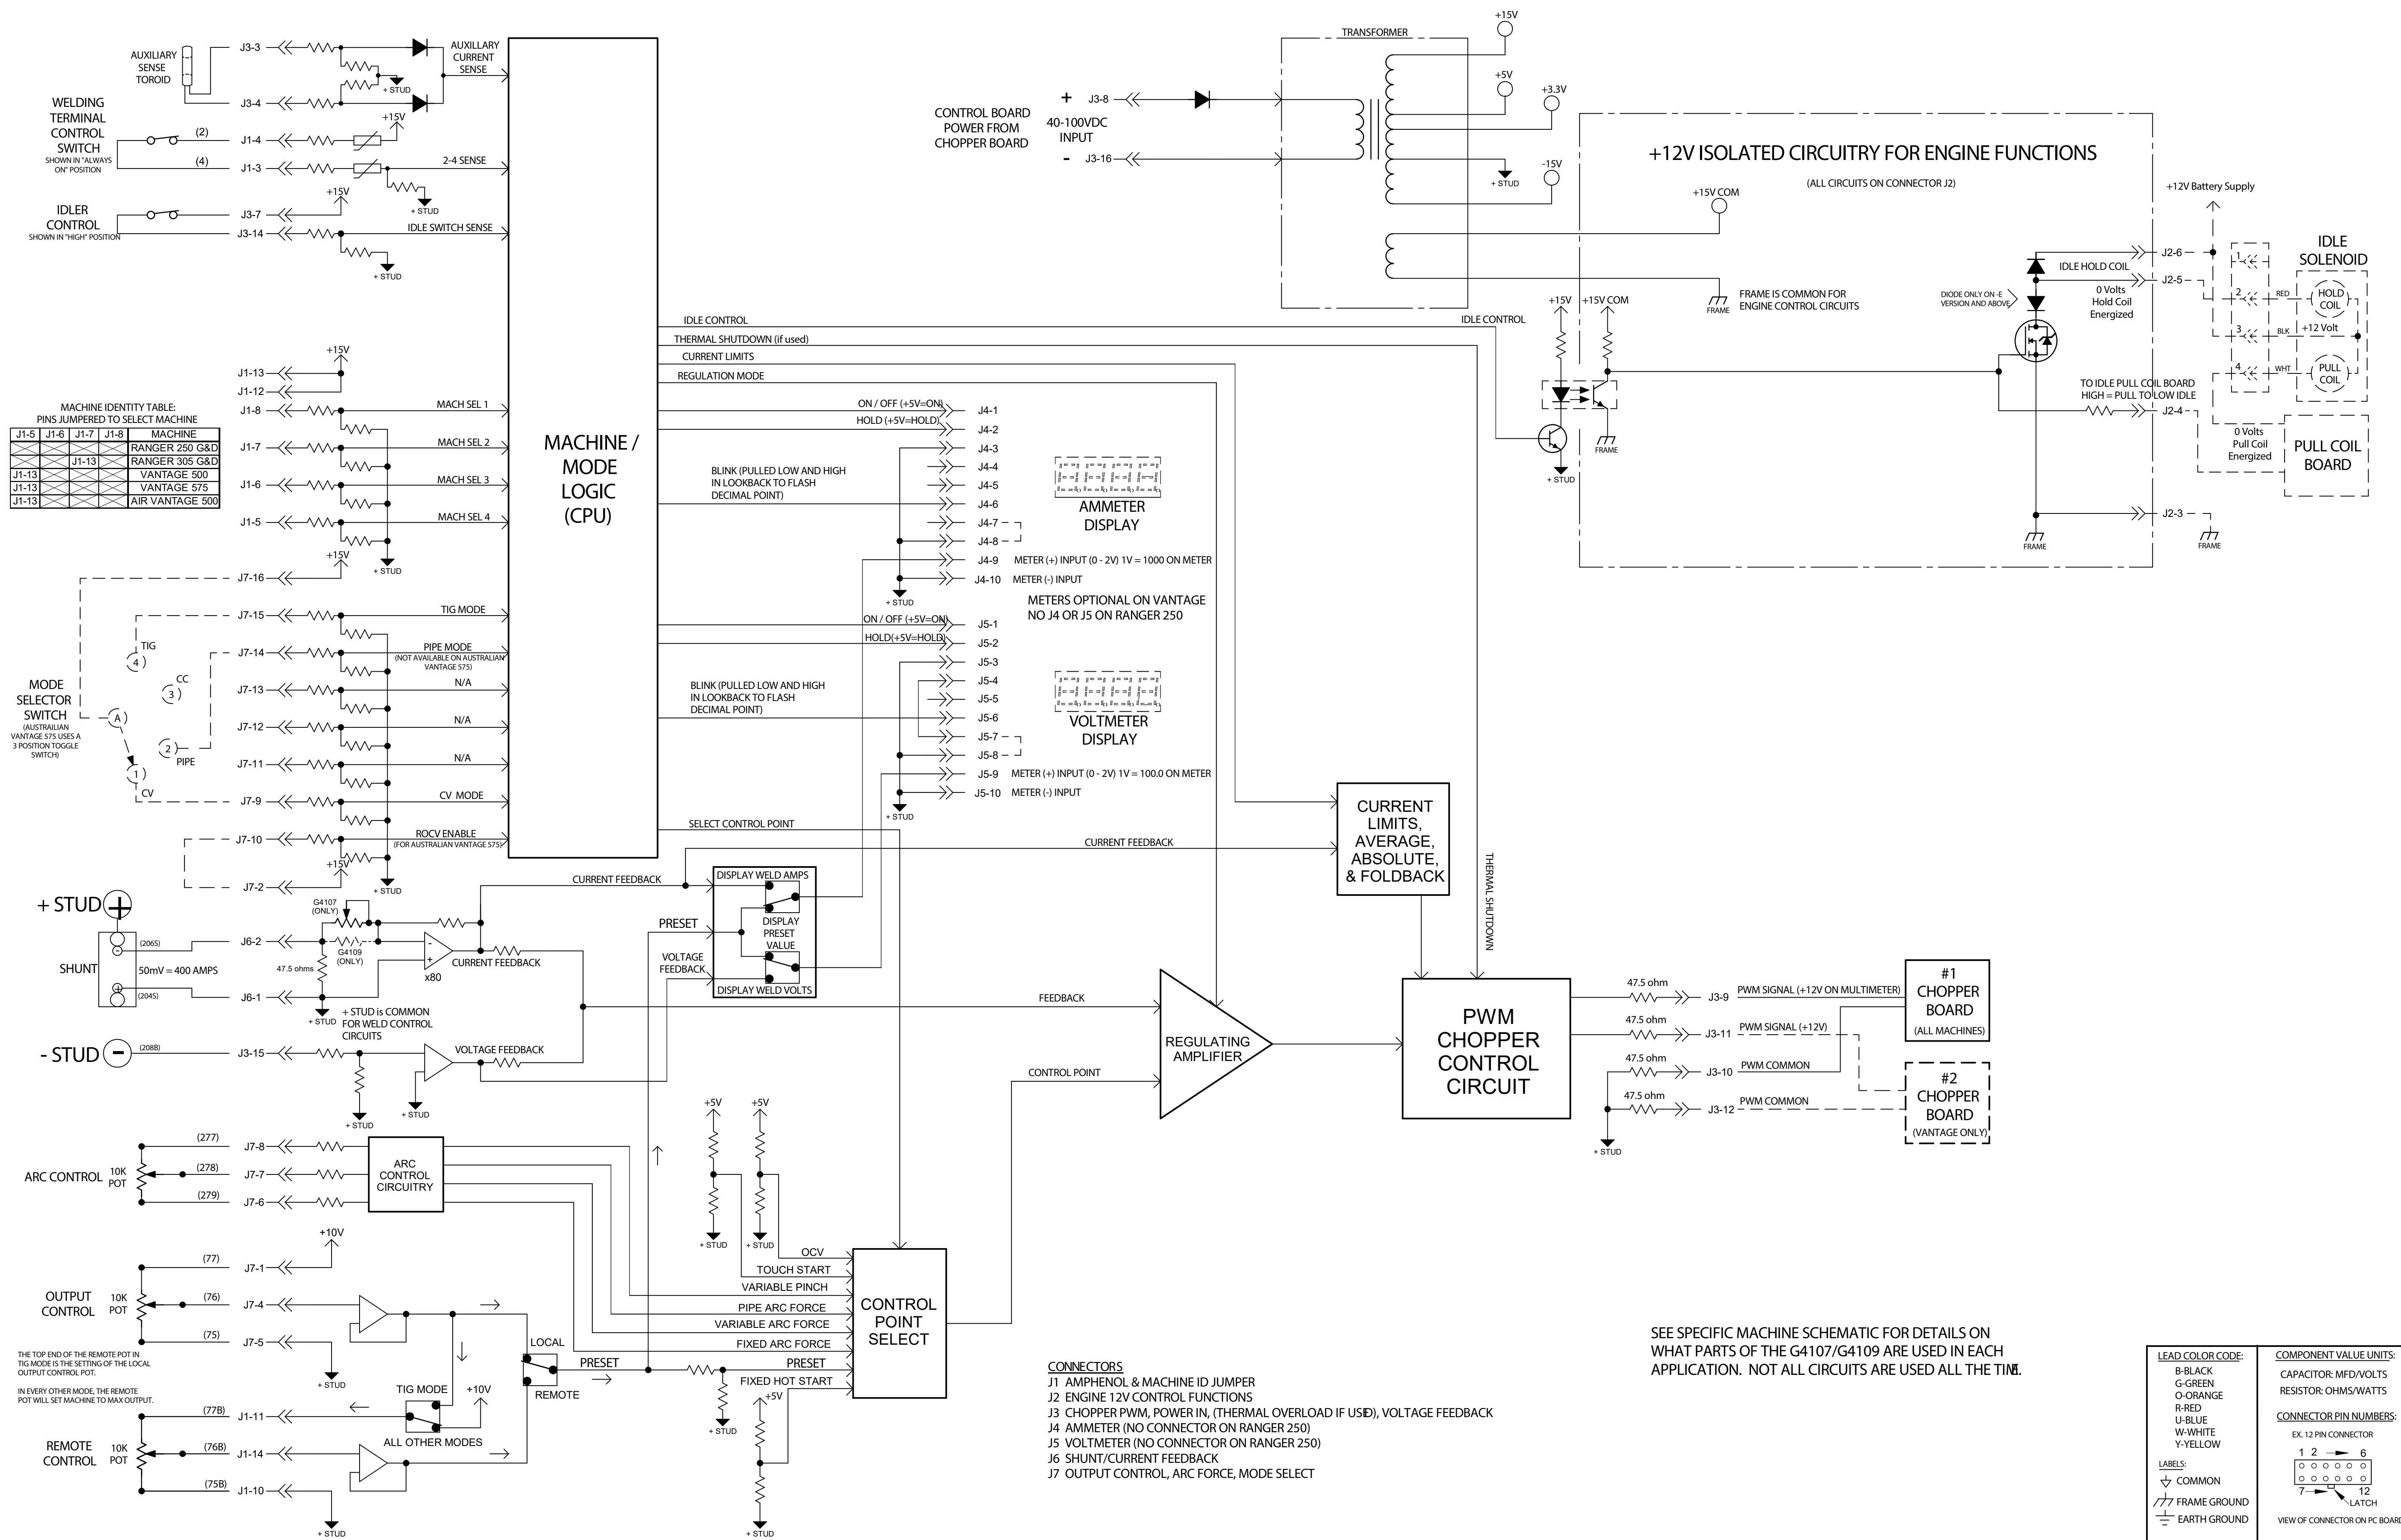 AUXILIARY
SENSE
TOROID
J3-3
J3-4
+ STUD
AUXILLARY
CURRENT
SENSE
WELDING
TERMINAL
CONTROL
SWITCH
SHOWN IN "ALWAYS
ON" POSITION
(2)
J1-4
+15V
(4)
J1-3
2-4 SENSE
+ STUD
IDLER
CONTROL
SHOWN IN "HIGH" POSITION
J3-7
+15V
J3-14
IDLE SWITCH SENSE
+ STUD
+15V
J1-13
J1-12
J1-8
MACH SEL 1
J1-7
MACH SEL 2
J1-6
MACH SEL 3
J1-5
MACH SEL 4
+ STUD
MACHINE IDENTITY TABLE:
PINS JUMPERED TO SELECT MACHINE
J1-5 J1-6 J1-7 J1-8 MACHINE
RANGER 250 G&D
J1-13 RANGER 305 G&D
J1-13 VANTAGE 500
J1-13 VANTAGE 575
J1-13 AIR VANTAGE 500
+15V
J7-16
J7-15
TIG MODE
J7-14
PIPE MODE
(NOT AVAILABLE ON AUSTRALIAN
VANTAGE 575)
J7-13
N/A
J7-12
N/A
J7-11
N/A
J7-9
CV MODE
J7-10
ROCV ENABLE
(FOR AUSTRALIAN VANTAGE 575)
+15V
J7-2
+ STUD
MODE
SELECTOR
SWITCH
(AUSTRAILIAN
VANTAGE 575 USES A
3 POSITION TOGGLE
SWITCH)
TIG
4
CC
3
A
2
PIPE
1
CV
MACHINE /
MODE
LOGIC
(CPU)
IDLE CONTROL
THERMAL SHUTDOWN (if used)
CURRENT LIMITS
REGULATION MODE
ON / OFF (+5V=ON)
HOLD (+5V=HOLD)
BLINK (PULLED LOW AND HIGH
IN LOOKBACK TO FLASH
DECIMAL POINT)
J4-1
J4-2
J4-3
J4-4
J4-5
J4-6
J4-7
J4-8
J4-9 METER (+) INPUT (0 - 2V) 1V = 1000 ON METER
J4-10 METER (-) INPUT
+ STUD
AMMETER
DISPLAY
METERS OPTIONAL ON VANTAGE
NO J4 OR J5 ON RANGER 250
ON / OFF (+5V=ON)
HOLD(+5V=HOLD)
BLINK (PULLED LOW AND HIGH
IN LOOKBACK TO FLASH
DECIMAL POINT)
J5-1
J5-2
J5-3
J5-4
J5-5
J5-6
J5-7
J5-8
J5-9 METER (+) INPUT (0 - 2V) 1V = 100.0 ON METER
J5-10 METER (-) INPUT
+ STUD
VOLTMETER
DISPLAY
SELECT CONTROL POINT
CURRENT FEEDBACK
CONTROL BOARD
POWER FROM
CHOPPER BOARD
+
J3-8
40-100VDC
INPUT
-
J3-16
TRANSFORMER
+15V
+5V
+3.3V
+ STUD
-15V
+15V COM
FRAME
FRAME IS COMMON FOR
ENGINE CONTROL CIRCUITS
+12V ISOLATED CIRCUITRY FOR ENGINE FUNCTIONS
(ALL CIRCUITS ON CONNECTOR J2)
IDLE CONTROL
+15V
+15V COM
FRAME
+ STUD
DIODE ONLY ON -E
VERSION AND ABOVE
IDLE HOLD COIL
0 Volts
Hold Coil
Energized
TO IDLE PULL COIL BOARD
HIGH = PULL TO LOW IDLE
J2-6
J2-5
J2-4
J2-3
FRAME
FRAME
+12V Battery Supply
1
2
3
4
RED
BLK
WHT
+12 Volt
IDLE
SOLENOID
HOLD
COIL
PULL
COIL
0 Volts
Pull Coil
Energized
PULL COIL
BOARD
+ STUD
+
(206S)
J6-2
SHUNT
-
50mV = 400 AMPS
+
(204S)
J6-1
G4107
(ONLY)
G4109
(ONLY)
47.5 ohms
-
+
x80
CURRENT FEEDBACK
CURRENT FEEDBACK
+ STUD
+ STUD is COMMON
FOR WELD CONTROL
CIRCUITS
- STUD
-
(208B)
J3-15
VOLTAGE FEEDBACK
+ STUD
+ STUD
DISPLAY WELD AMPS
DISPLAY
PRESET
VALUE
DISPLAY WELD VOLTS
PRESET
VOLTAGE
FEEDBACK
FEEDBACK
CONTROL POINT
REGULATING
AMPLIFIER
CURRENT
LIMITS,
AVERAGE,
ABSOLUTE,
& FOLDBACK
THERMAL SHUTDOWN
PWM
CHOPPER
CONTROL
CIRCUIT
47.5 ohm
J3-9
PWM SIGNAL (+12V ON MULTIMETER)
47.5 ohm
J3-11
PWM SIGNAL (+12V)
47.5 ohm
J3-10
PWM COMMON
47.5 ohm
J3-12
PWM COMMON
+ STUD
#1
CHOPPER
BOARD
(ALL MACHINES)
#2
CHOPPER
BOARD
(VANTAGE ONLY)
ARC CONTROL
10K
POT
(277)
J7-8
(278)
J7-7
(279)
J7-6
ARC
CONTROL
CIRCUITRY
+5V
+5V
+ STUD
+ STUD
OUTPUT
CONTROL
10K
POT
(77)
J7-1
+10V
(76)
J7-4
(75)
J7-5
+ STUD
THE TOP END OF THE REMOTE POT IN
TIG MODE IS THE SETTING OF THE LOCAL
OUTPUT CONTROL POT.
IN EVERY OTHER MODE, THE REMOTE
POT WILL SET MACHINE TO MAX OUTPUT.
REMOTE
CONTROL
10K
POT
(77B)
J1-11
(76B)
J1-14
(75B)
J1-10
+ STUD
TIG MODE
+10V
ALL OTHER MODES
LOCAL
REMOTE
PRESET
OCV
TOUCH START
VARIABLE PINCH
PIPE ARC FORCE
VARIABLE ARC FORCE
FIXED ARC FORCE
PRESET
FIXED HOT START
+ STUD
+5V
+ STUD
CONTROL
POINT
SELECT
CONNECTORS
J1 AMPHENOL & MACHINE ID JUMPER
J2 ENGINE 12V CONTROL FUNCTIONS
J3 CHOPPER PWM, POWER IN, (THERMAL OVERLOAD IF USED), VOLTAGE FEEDBACK
J4 AMMETER (NO CONNECTOR ON RANGER 250)
J5 VOLTMETER (NO CONNECTOR ON RANGER 250)
J6 SHUNT/CURRENT FEEDBACK
J7 OUTPUT CONTROL, ARC FORCE, MODE SELECT
SEE SPECIFIC MACHINE SCHEMATIC FOR DETAILS ON
WHAT PARTS OF THE G4107/G4109 ARE USED IN EACH
APPLICATION. NOT ALL CIRCUITS ARE USED ALL THE TIME.
LEAD COLOR CODE:
B-BLACK
G-GREEN
O-ORANGE
R-RED
U-BLUE
W-WHITE
Y-YELLOW
LABELS:
COMMON
FRAME GROUND
EARTH GROUND
COMPONENT VALUE UNITS:
CAPACITOR: MFD/VOLTS
RESISTOR: OHMS/WATTS
CONNECTOR PIN NUMBERS:
EX. 12 PIN CONNECTOR
1 2 6
7 12
LATCH
VIEW OF CONNECTOR ON PC BOARD